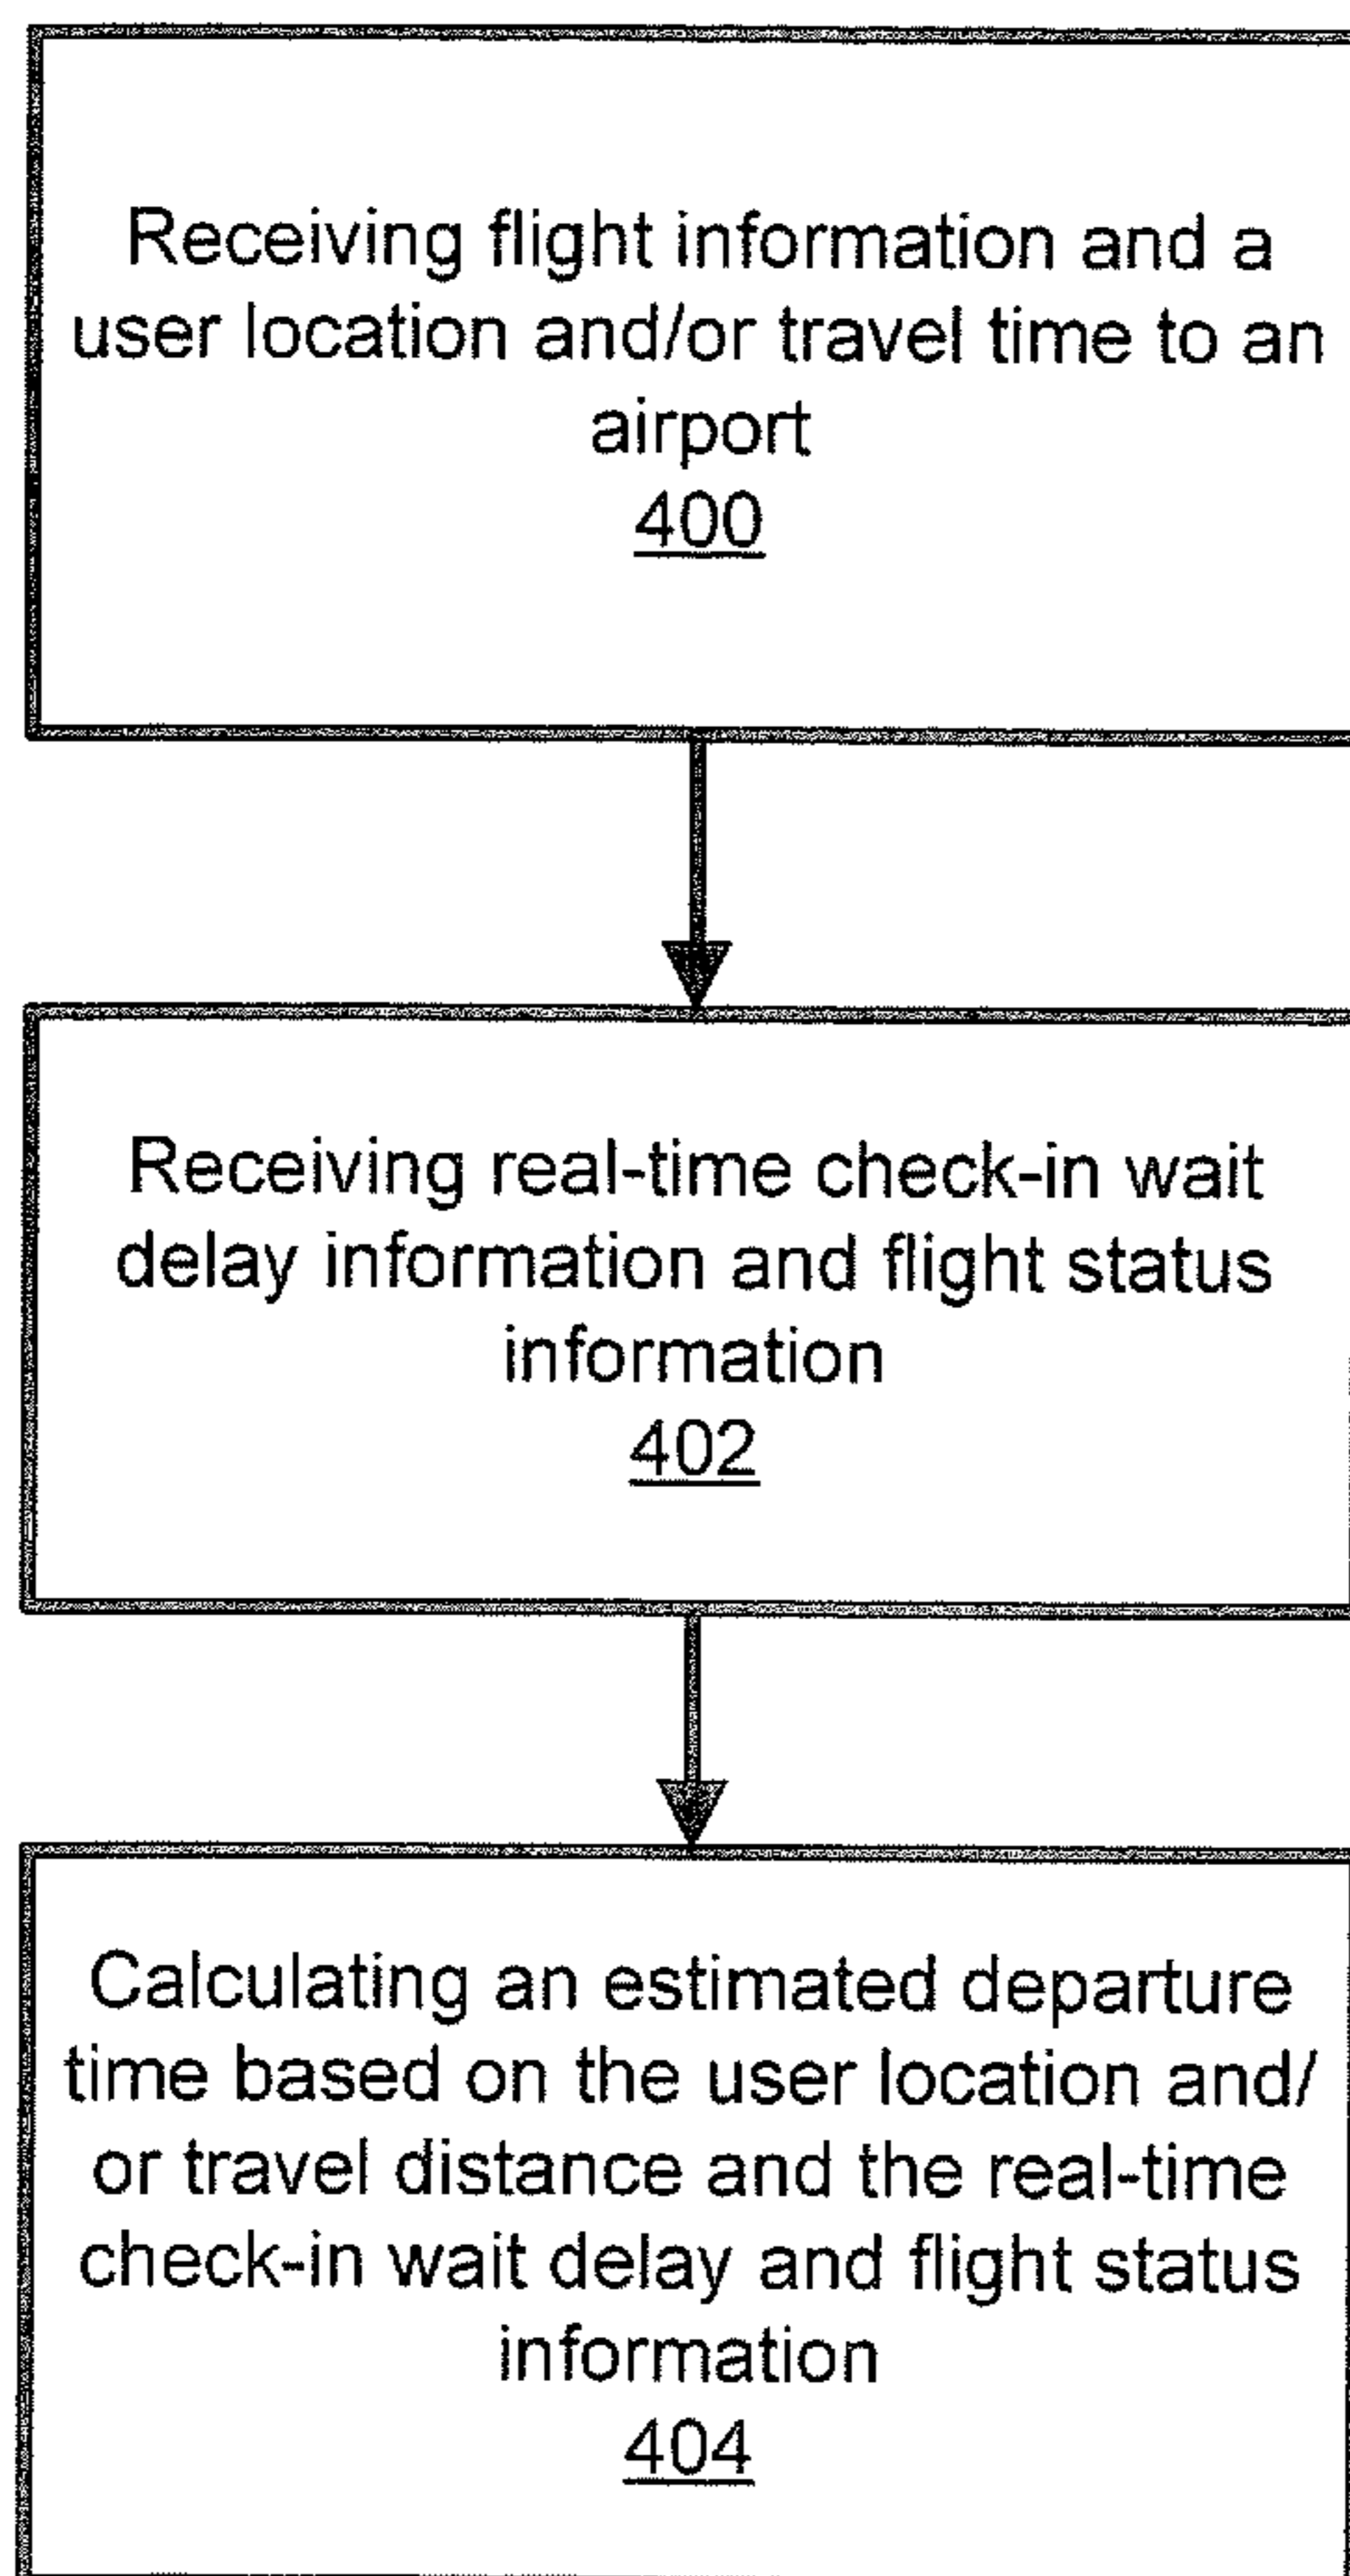 Receiving flight information and a
user location and/or travel time to an
airport
400
Receiving real-time check-in wait
delay information and flight status
information
402
Calculating an estimated departure
time based on the user location and/
or travel distance and the real-time
check-in wait delay and flight status
information
404